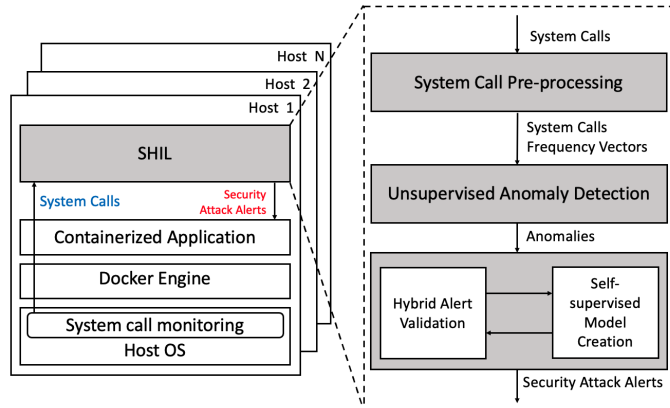 Host N
Host 2
Host 1
SHIL
System Calls
Security
Attack Alerts
Containerized Application
Docker Engine
System call monitoring
Host OS
System Calls
System Call Pre-processing
System Calls
Frequency Vectors
Unsupervised Anomaly Detection
Anomalies
Hybrid Alert
Validation
Self-
supervised
Model
Creation
Security Attack Alerts